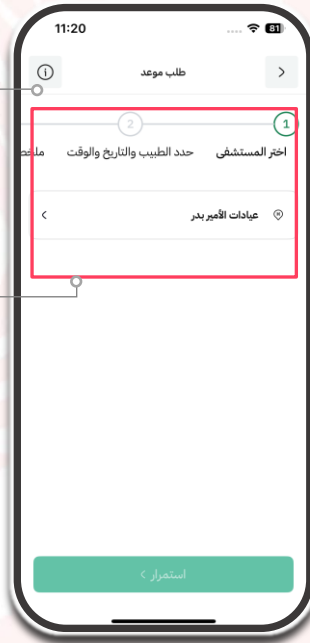 11:20
81
طلب موعد
1
2
اختر المستشفى
حدد الطبيب والتاريخ والوقت
عيادات الأمير بدر
استمرار